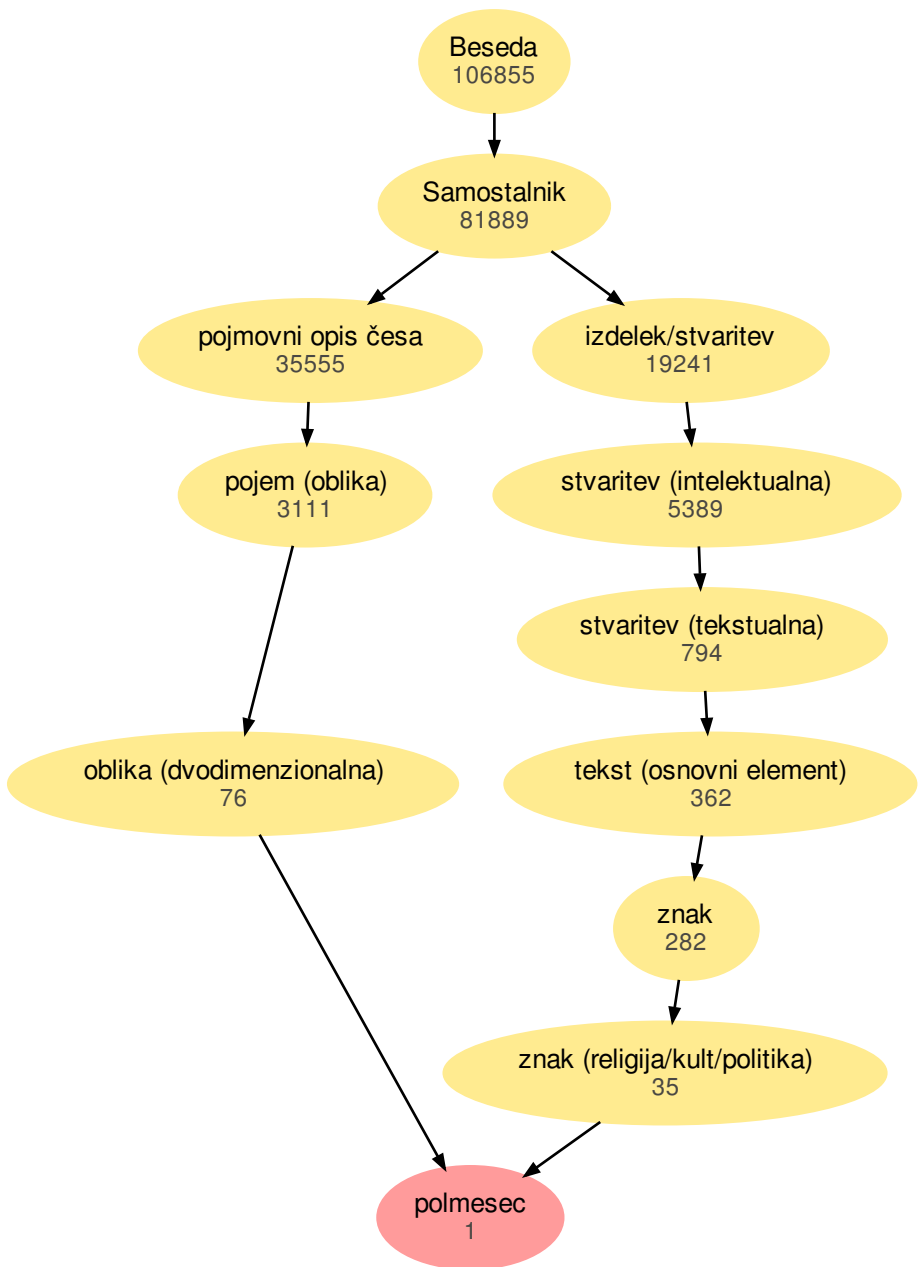 Beseda
106855
Samostalnik
81889
pojmovni opis česa
35555
izdelek/stvaritev
19241
pojem (oblika)
3111
stvaritev (intelektualna)
5389
stvaritev (tekstualna)
794
oblika (dvodimenzionalna)
76
tekst (osnovni element)
362
znak
282
znak (religija/kult/politika)
35
polmesec
1